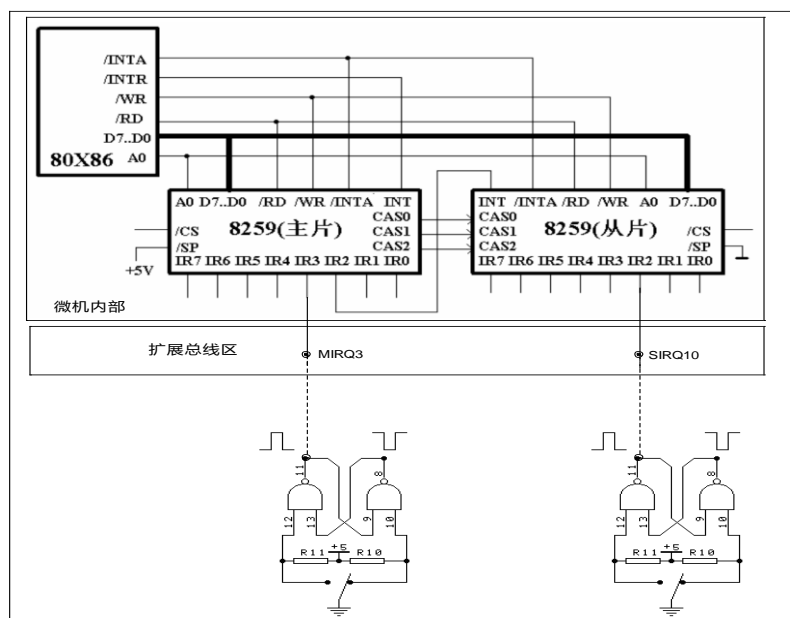 /INTA
/INTR
/WR
/RD
D7..D0
80X86 A0
A0 D7..D0 /RD /WR /INTA INT
CAS0
/CS 8259(主片) CAS1
/SP CAS2
+5V
IR7 IR6 IR5 IR4 IR3 IR2 IR1 IR0
INT /INTA /RD /WR A0 D7..D0
CAS0
CAS1 8259(从片) /CS
CAS2 /SP
IR7 IR6 IR5 IR4 IR3 IR2 IR1 IR0
微机内部
扩展总线区
MIRQ3
SIRQ10
11 8
12 13 9 10
+5
R11 R10
11 8
12 13 9 10
+5
R11 R10